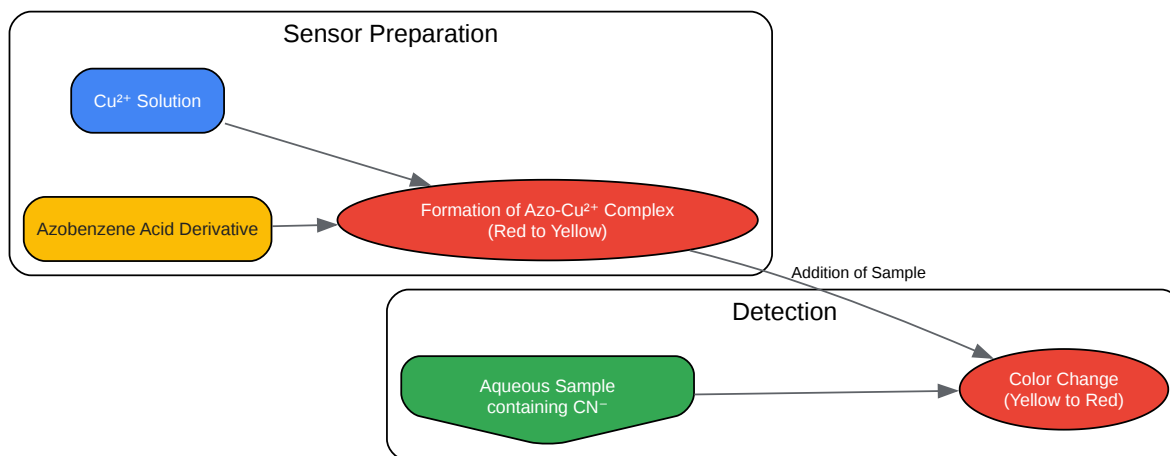 Sensor Preparation
Cu²⁺ Solution
Azobenzene Acid Derivative
Formation of Azo-Cu²⁺ Complex
(Red to Yellow)
Addition of Sample
Detection
Aqueous Sample
containing CN⁻
Color Change
(Yellow to Red)